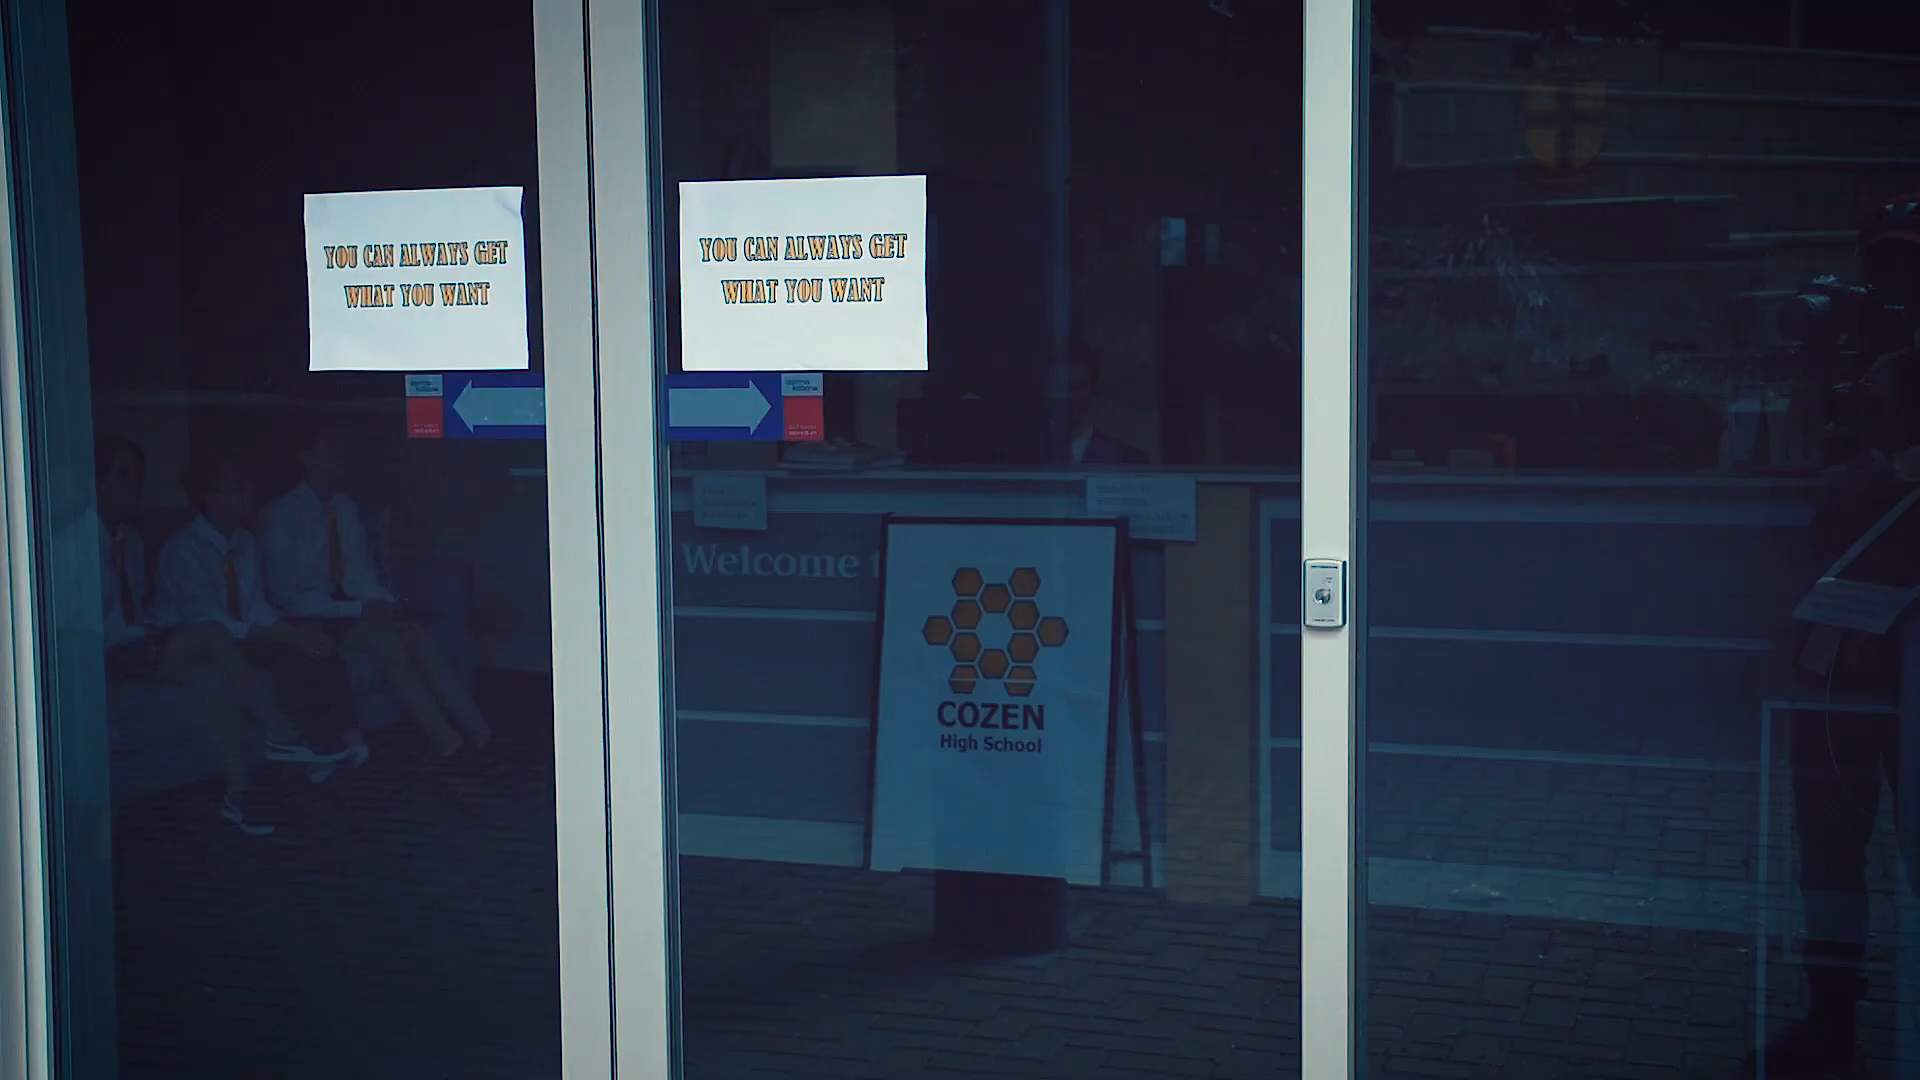 YOU CAN ALWAYS GET
WHAT YOU WANT
YOU CAN ALWAYS GET
WHAT YOU WANT
Welcome t
COZEN
High School